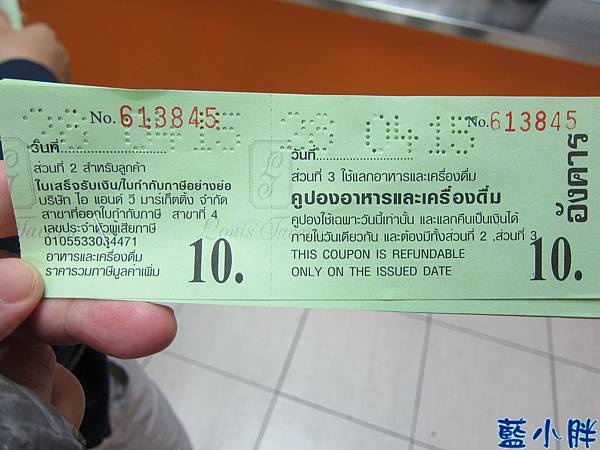 No. 613845
วันที่
ส่วนที่ 2 สำหรับลูกค้า
ใบเสร็จรับเงิน/ใบกำกับภาษีอย่างย่อ
บริษัท โอ แอนด์ วี มาร์เก็ตติ้ง จำกัด
สาขาที่ออกใบกำกับภาษี สาขาที่ 4
เลขประจำตัวผู้เสียภาษี
อาหารและเครื่องดื่ม
ราคารวมภาษีมูลค่าเพิ่ม
10.
28 04 15
No. 613845
วันที่
ส่วนที่ 3 ใช้แลกอาหารและเครื่องดื่ม
คูปองอาหารและเครื่องดื่ม
คูปองใช้เฉพาะวันนี้เท่านั้น และแลกคืนเป็นเงินได้
ภายในวันเดียวกัน และต้องมีทั้งส่วนที่ 2 ,ส่วนที่ 3
THIS COUPON IS REFUNDABLE
ONLY ON THE ISSUED DATE
10.
อังคาร
藍小胖